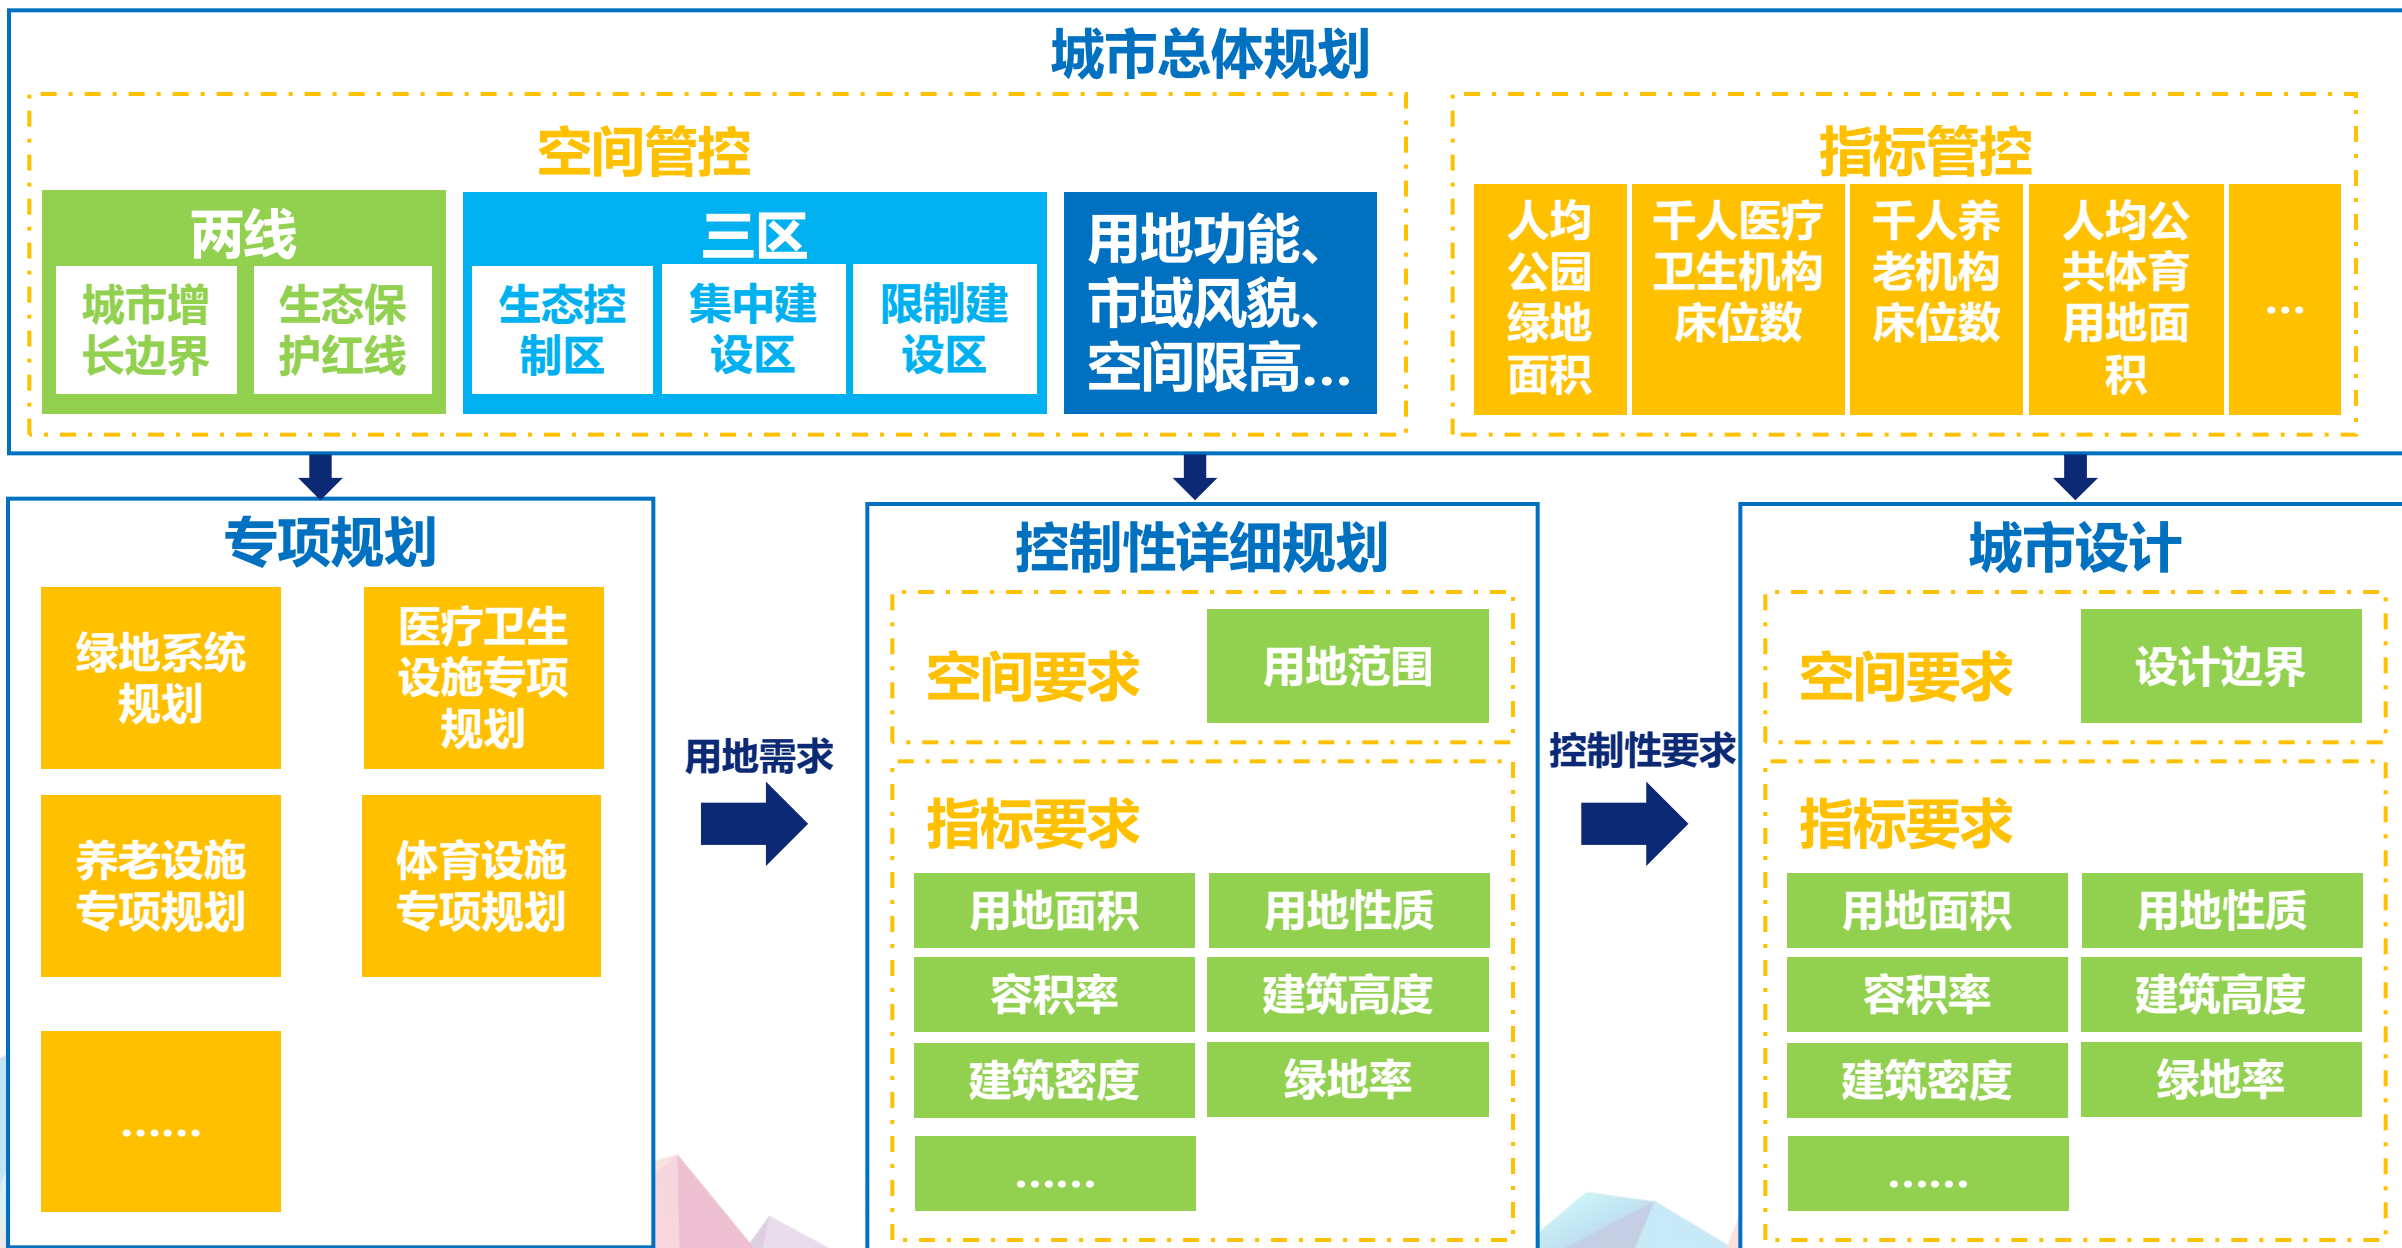 城市总体规划
空间管控
两线
城市增
长边界
生态保
护红线
三区
生态控
制区
集中建
设区
限制建
设区
用地功能、
市域风貌、
空间限高…
指标管控
人均
公园
绿地
面积
千人医疗
卫生机构
床位数
千人养
老机构
床位数
人均公
共体育
用地面
积
…
专项规划
绿地系统
规划
医疗卫生
设施专项
规划
养老设施
专项规划
体育设施
专项规划
……
用地需求
控制性详细规划
空间要求
用地范围
指标要求
用地面积
用地性质
容积率
建筑高度
建筑密度
绿地率
……
控制性要求
城市设计
空间要求
设计边界
指标要求
用地面积
用地性质
容积率
建筑高度
建筑密度
绿地率
……